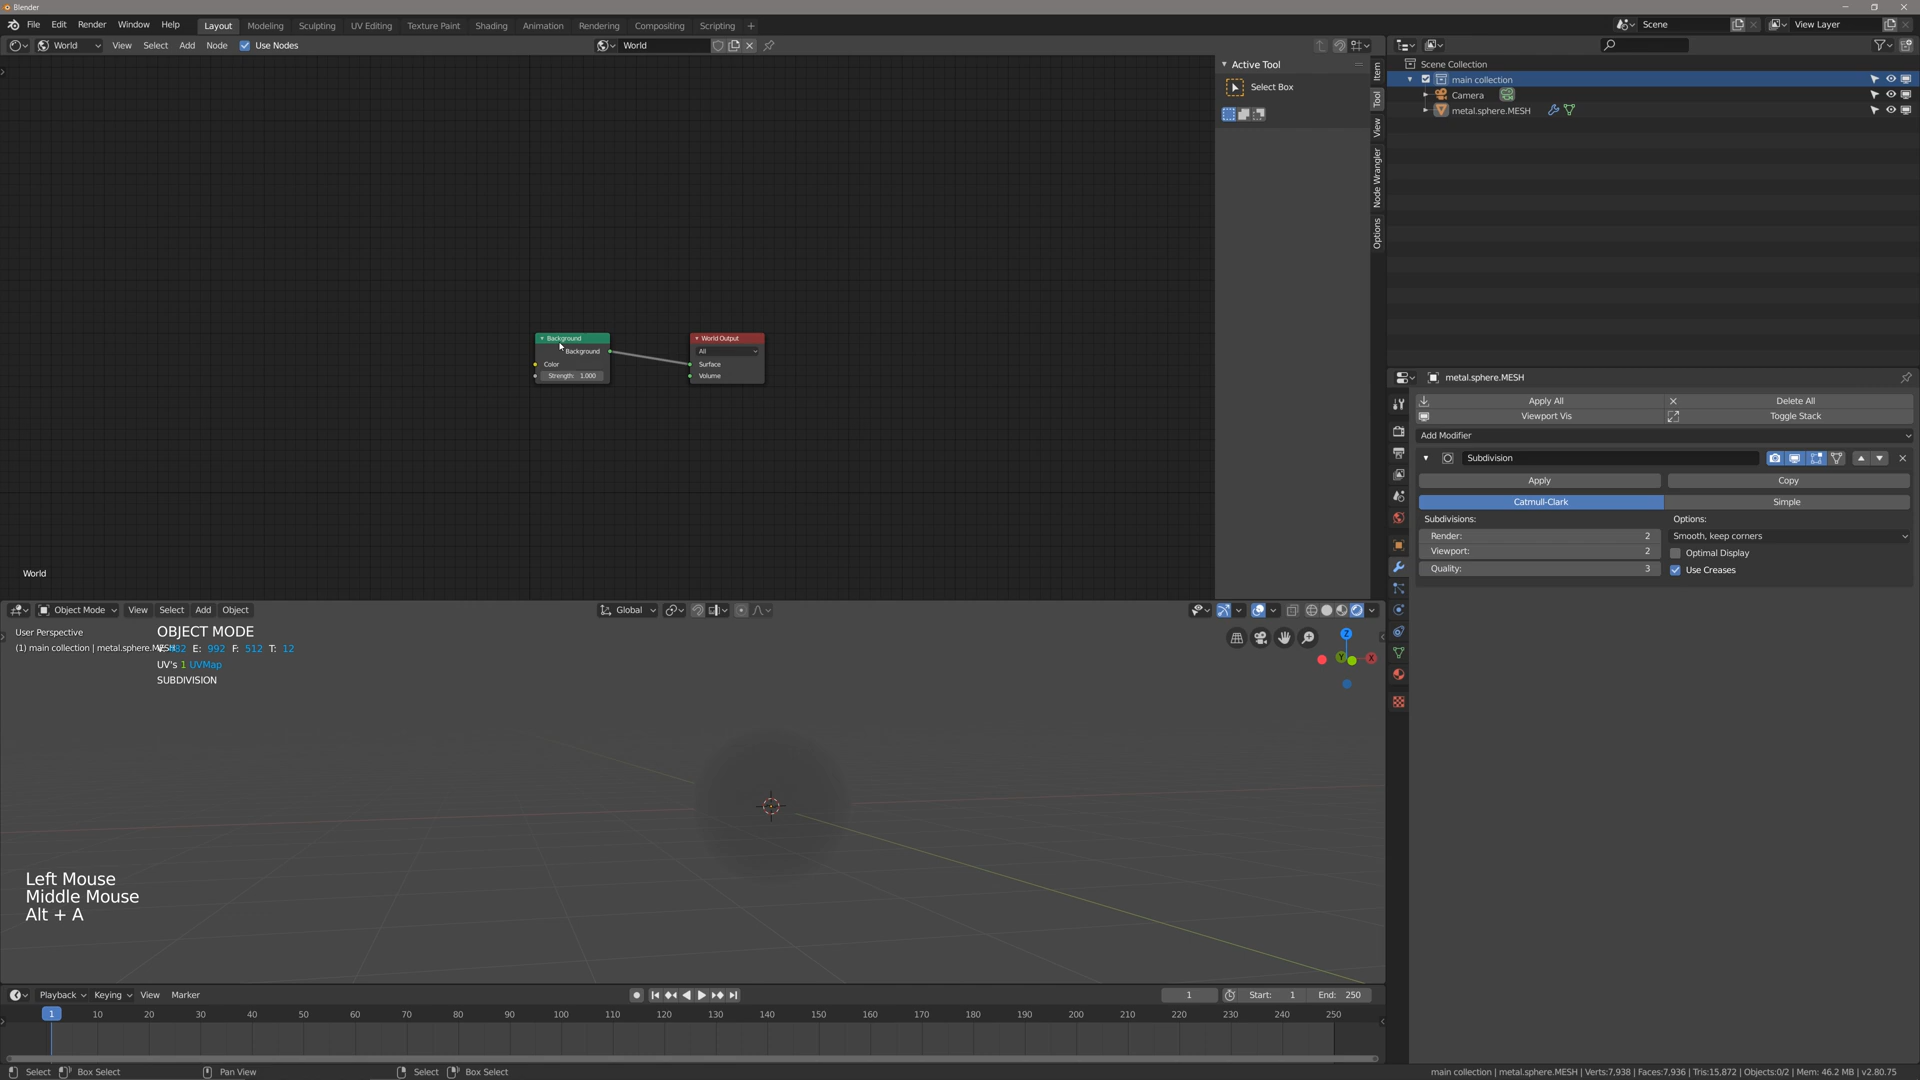 Blender
File Edit Render Window Help
Layout Modeling Sculpting UV Editing Texture Paint Shading Animation Rendering Compositing Scripting +
Scene
View Layer
World View Select Add Node Use Nodes
World
Active Tool
Select Box
Item
Tool
View
Node Wrangler
Options
Scene Collection
main collection
Camera
metal.sphere.MESH
Background
Background
Color
Strength: 1.000
World Output
All
Surface
Volume
World
metal.sphere.MESH
Apply All Delete All
Viewport Vis Toggle Stack
Add Modifier
Subdivision
Apply Copy
Catmull-Clark Simple
Subdivisions: Options:
Render: 2 Smooth, keep corners
Viewport: 2 Optimal Display
Quality: 3 Use Creases
Object Mode View Select Add Object
Global
User Perspective
OBJECT MODE
(1) main collection | metal.sphere.MESH
E: 992 F: 512 T: 12
UV's 1 UVMap
SUBDIVISION
Z
Y
X
Left Mouse
Middle Mouse
Alt + A
Playback Keying View Marker
1 Start: 1 End: 250
1 10 20 30 40 50 60 70 80 90 100 110 120 130 140 150 160 170 180 190 200 210 220 230 240 250
Select Box Select Pan View Select Box Select
main collection | metal.sphere.MESH | Verts:7,938 | Faces:7,936 | Tris:15,872 | Objects:0/2 | Mem: 46.2 MB | v2.80.75